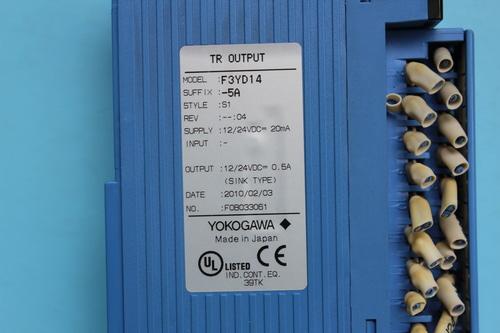 TR OUTPUT
MODEL :F3YD14
SUFFIX :-5A
STYLE :S1
REV :--:04
SUPPLY :12/24VDC= 20mA
INPUT :-
OUTPUT :12/24VDC= 0.5A
(SINK TYPE)
DATE :2010/02/03
NO. :F0B033061
YOKOGAWA ◆
Made in Japan
UL LISTED CE
IND.CONT.EQ.
39TK